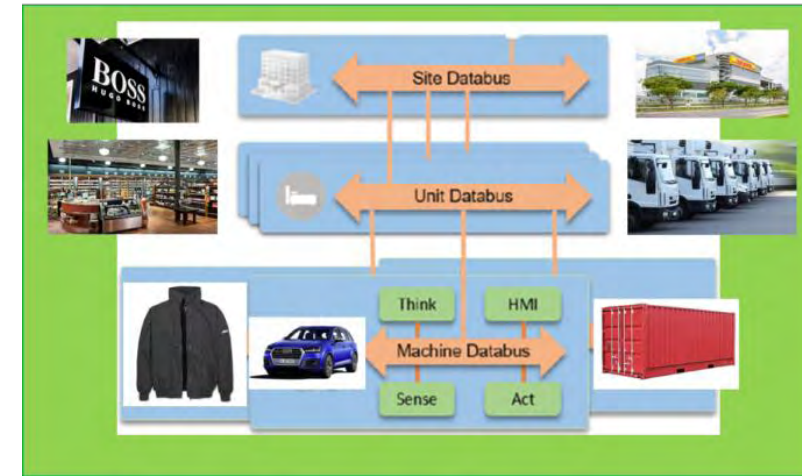 BOSS
HUGO BOSS
Site Databus
Unit Databus
Think
HMI
Machine Databus
Sense
Act